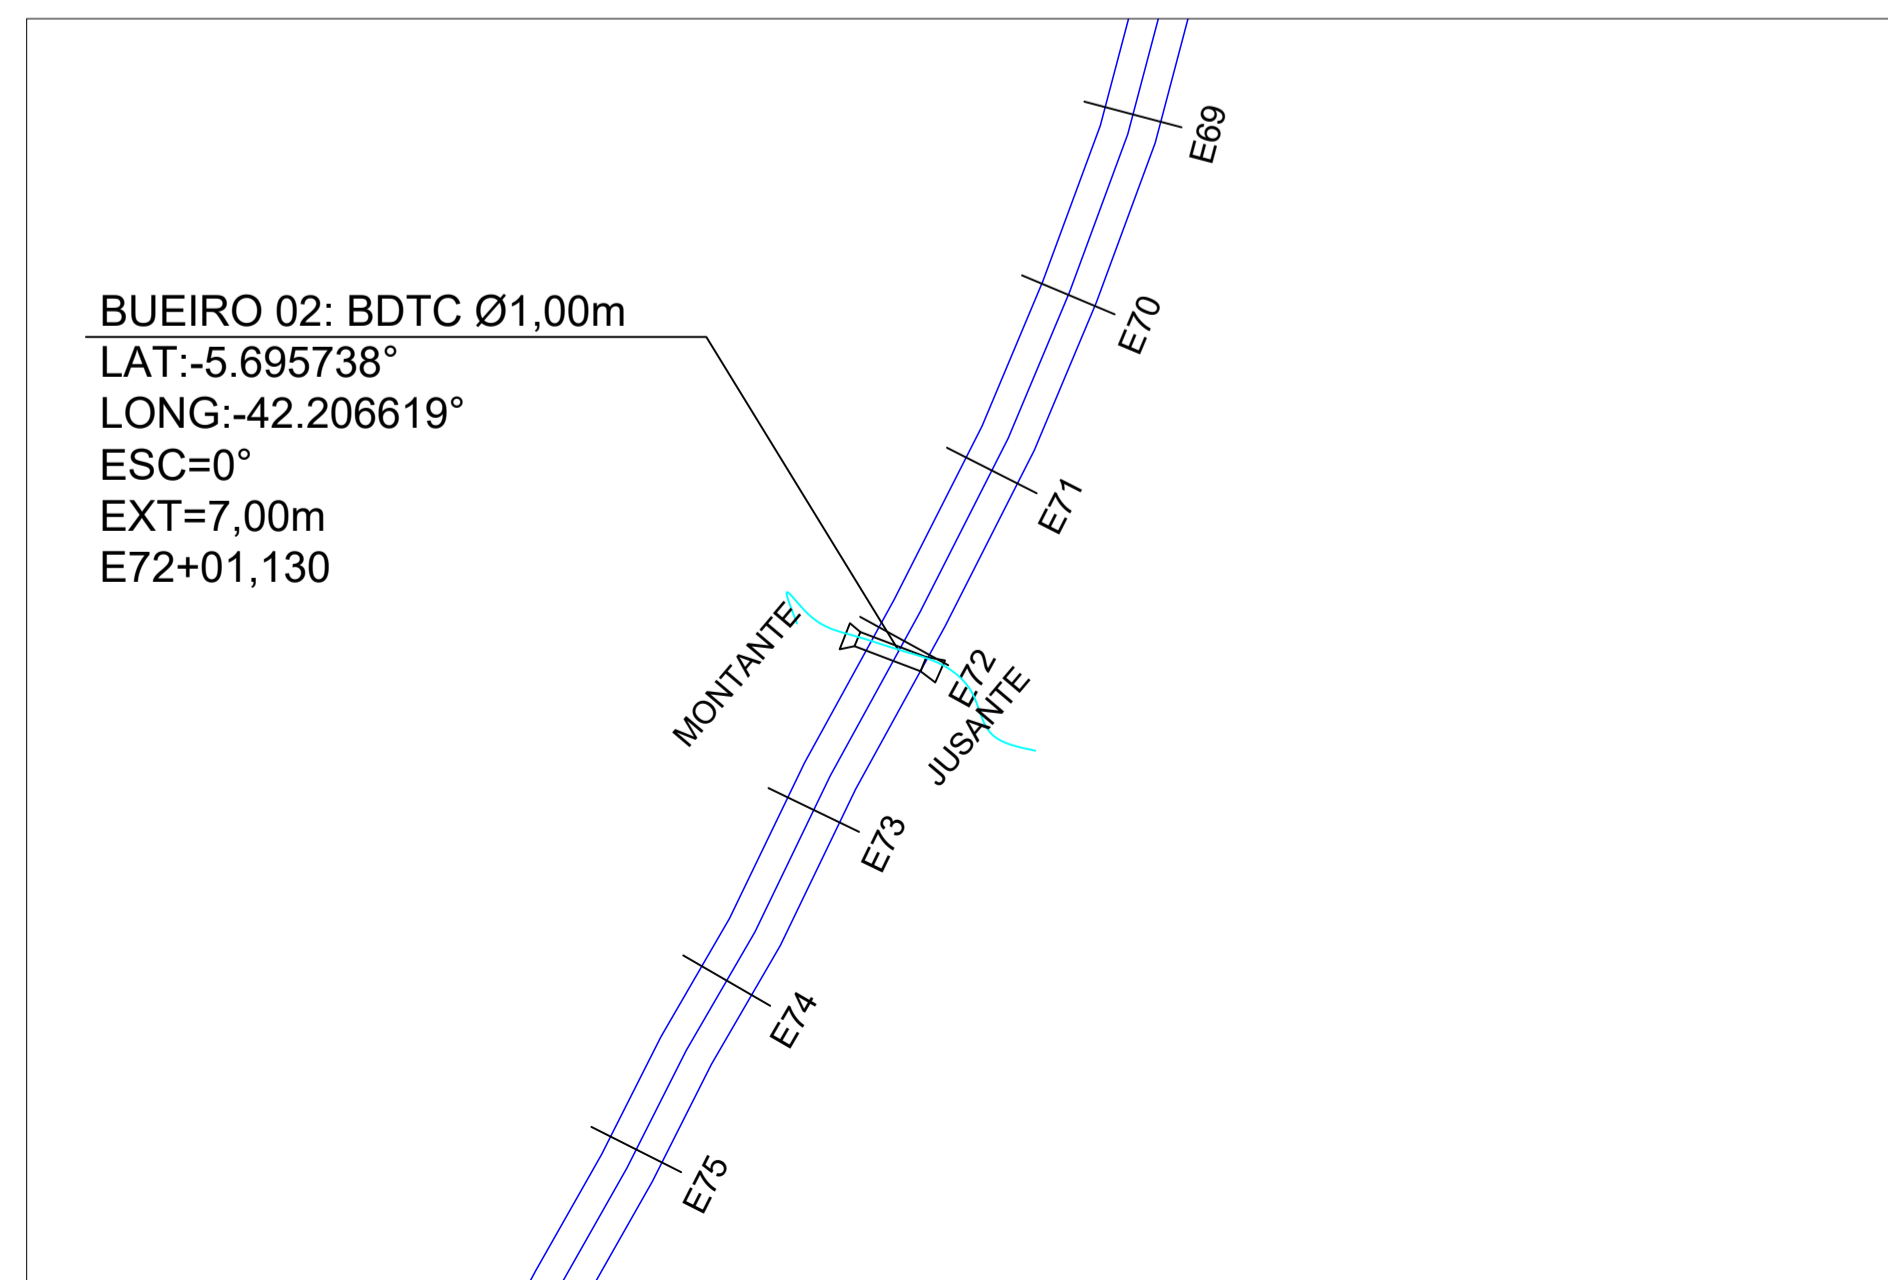 E69
BUEIRO 02: BDTC Ø1,00m
LAT:-5.695738°
LONG:-42.206619°
ESC=0°
EXT=7,00m
E72+01,130
E70
E71
MONTANTE
E72
JUSANTE
E73
E74
E75